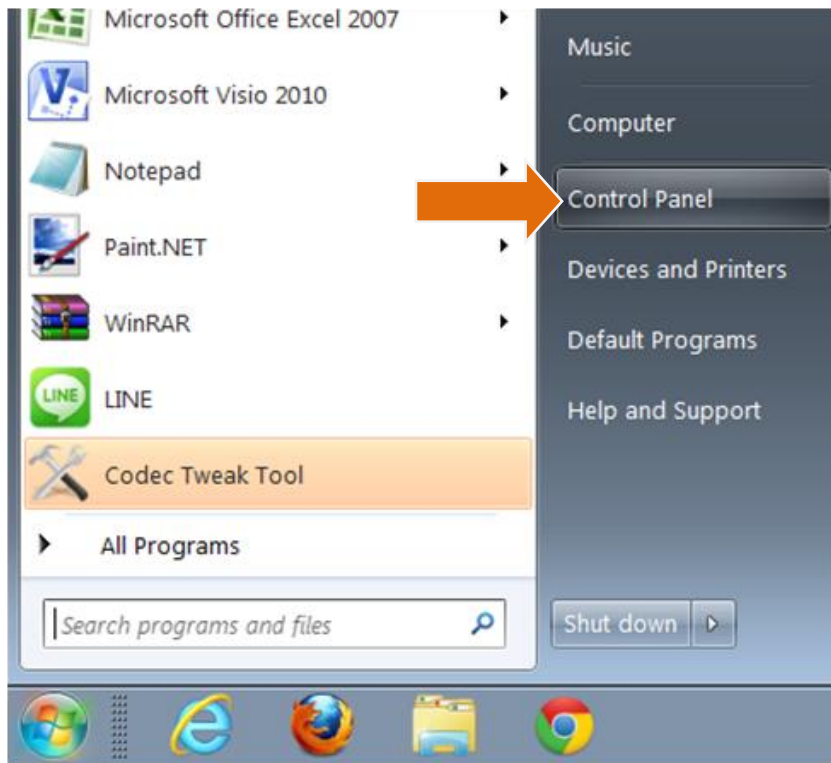 Microsoft Office Excel 2007
Microsoft Visio 2010
Notepad
Paint.NET
WinRAR
LINE
LINE
Codec Tweak Tool
All Programs
Search programs and files
Music
Computer
Control Panel
Devices and Printers
Default Programs
Help and Support
Shut down